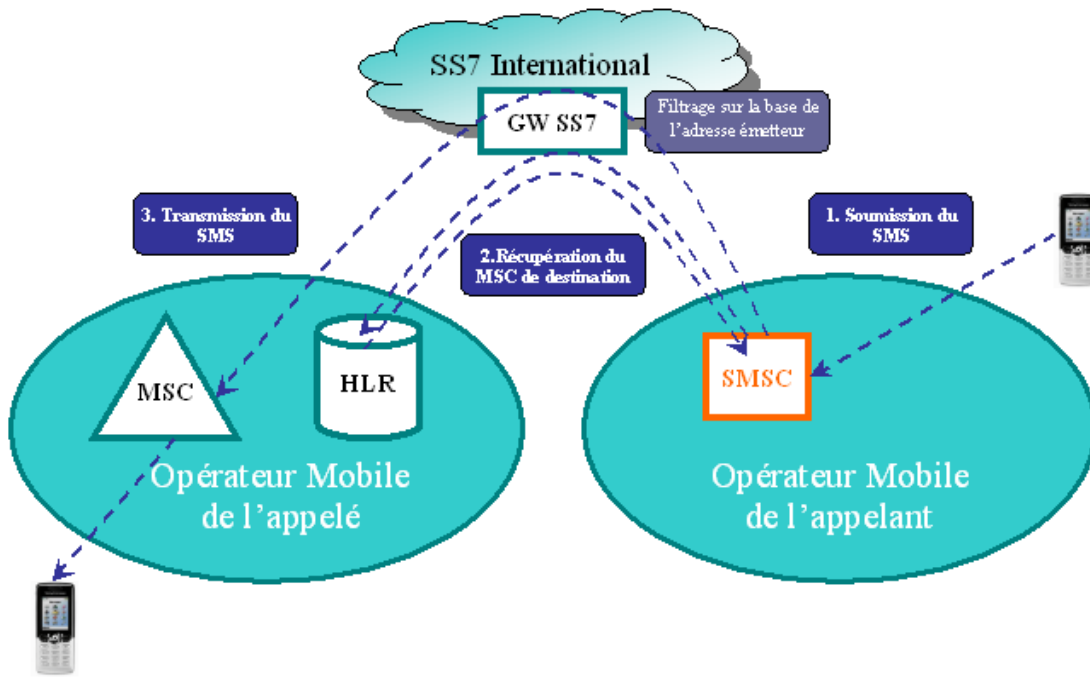 SS7 International
GW SS7
Filtrage sur la base de
l’adresse émetteur
3. Transmission du
SMS
1. Soumission du
SMS
2.Récupération du
MSC de destination
MSC
HLR
SMSC
Opérateur Mobile
de l’appelé
Opérateur Mobile
de l’appelant